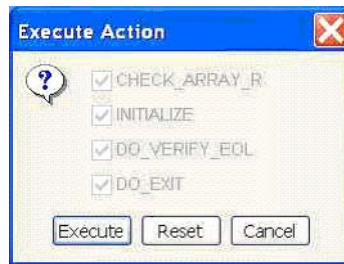 Execute Action
CHECK_ARRAY_R
INITIALIZE
DO_VERIFY_EOL
DO_EXIT
Execute Reset Cancel